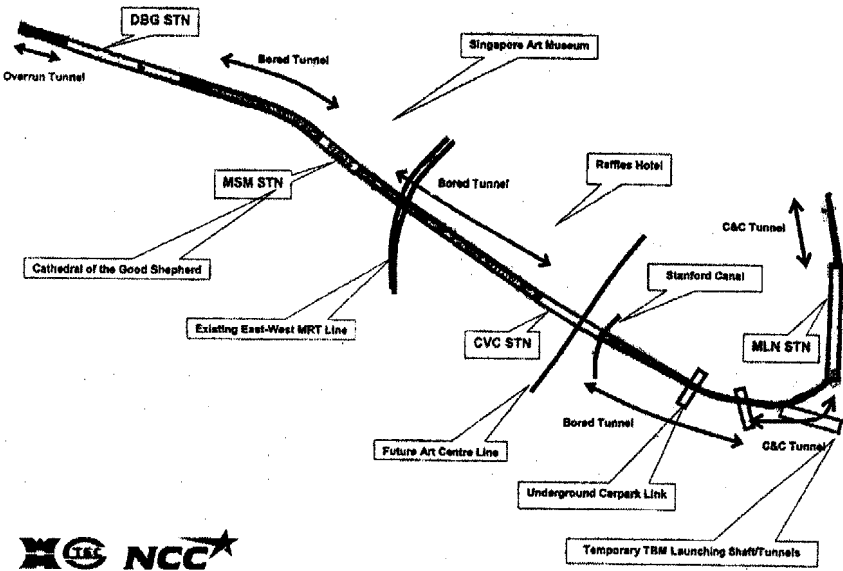 DBG STN
Overrun Tunnel
Bored Tunnel
Singapore Art Museum
MSM STN
Bored Tunnel
Raffles Hotel
C&C Tunnel
Cathedral of the Good Shepherd
Stanford Canal
Existing East-West MRT Line
CVC STN
MLN STN
Future Art Centre Line
Bored Tunnel
C&C Tunnel
Underground Carpark Link
Temporary TBM Launching Shaft/Tunnels
NCC